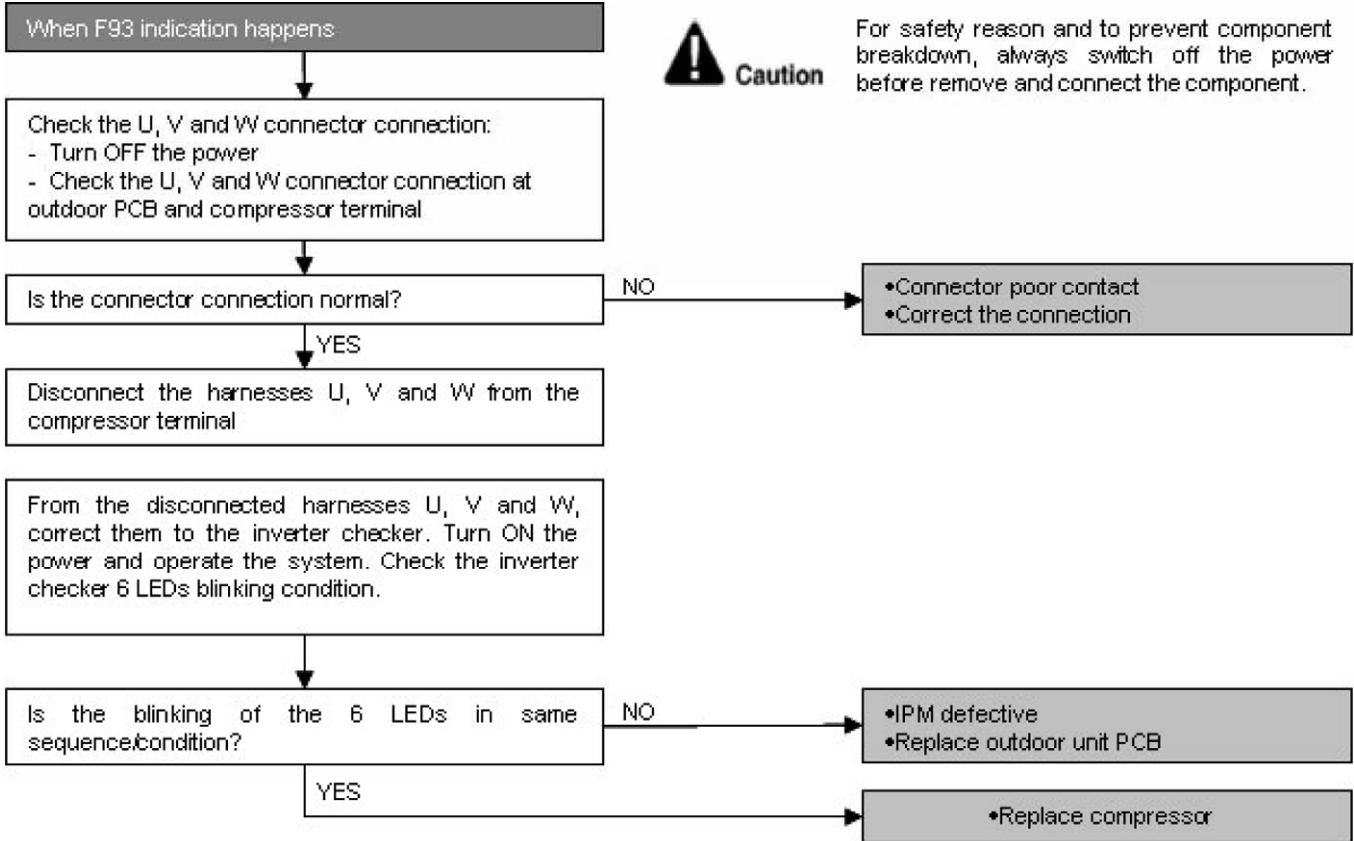 When F93 indication happens
Caution
For safety reason and to prevent component
breakdown, always switch off the power
before remove and connect the component.
Check the U, V and W connector connection:
- Turn OFF the power
- Check the U, V and W connector connection at
outdoor PCB and compressor terminal
Is the connector connection normal?
NO
•Connector poor contact
•Correct the connection
YES
Disconnect the harnesses U, V and W from the
compressor terminal
From the disconnected harnesses U, V and W,
correct them to the inverter checker. Turn ON the
power and operate the system. Check the inverter
checker 6 LEDs blinking condition.
Is the blinking of the 6 LEDs in same
sequence/condition?
NO
•IPM defective
•Replace outdoor unit PCB
YES
•Replace compressor